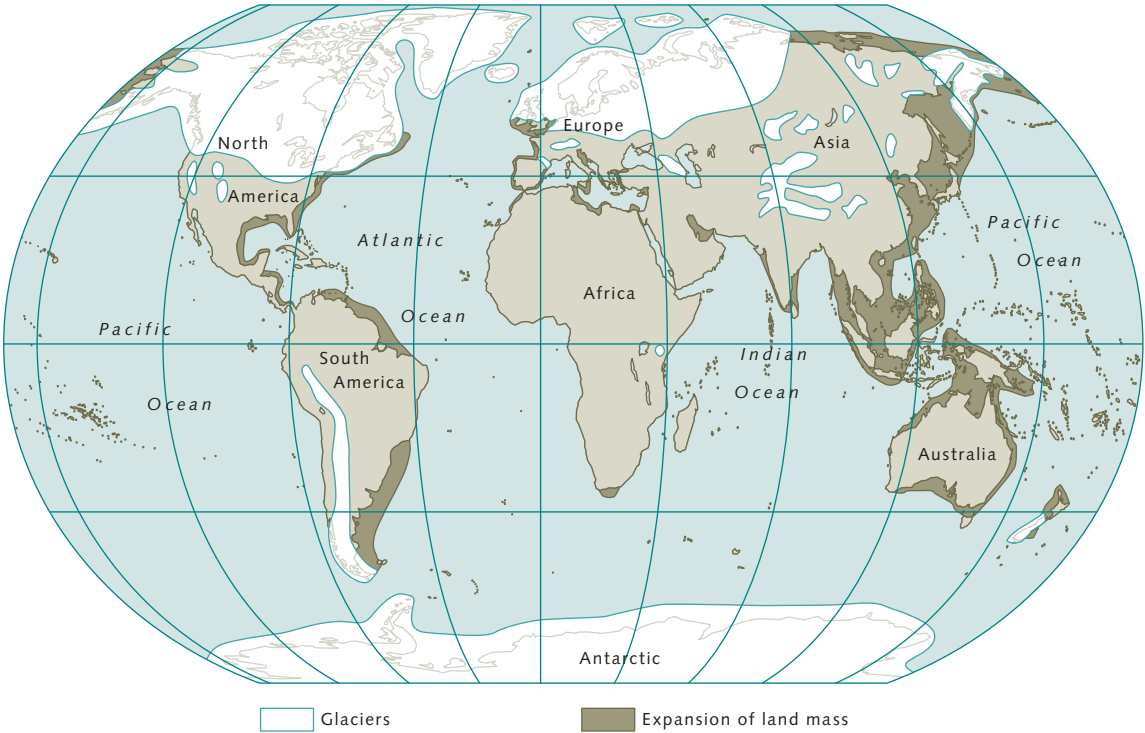 North
America
Europe
Asia
Atlantic
Ocean
Pacific
Ocean
Africa
Pacific
Ocean
South
America
Indian
Ocean
Australia
Antarctic
Glaciers
Expansion of land mass